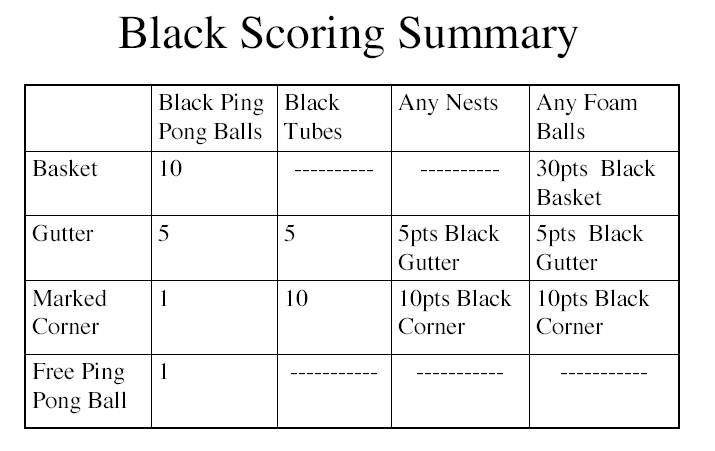 Black Scoring Summary
Black Ping Pong Balls | Black Tubes | Any Nests | Any Foam Balls
Basket | 10 | ---------- | ---------- | 30pts Black Basket
Gutter | 5 | 5 | 5pts Black Gutter | 5pts Black Gutter
Marked Corner | 1 | 10 | 10pts Black Corner | 10pts Black Corner
Free Ping Pong Ball | 1 | ----------- | ----------- | -----------